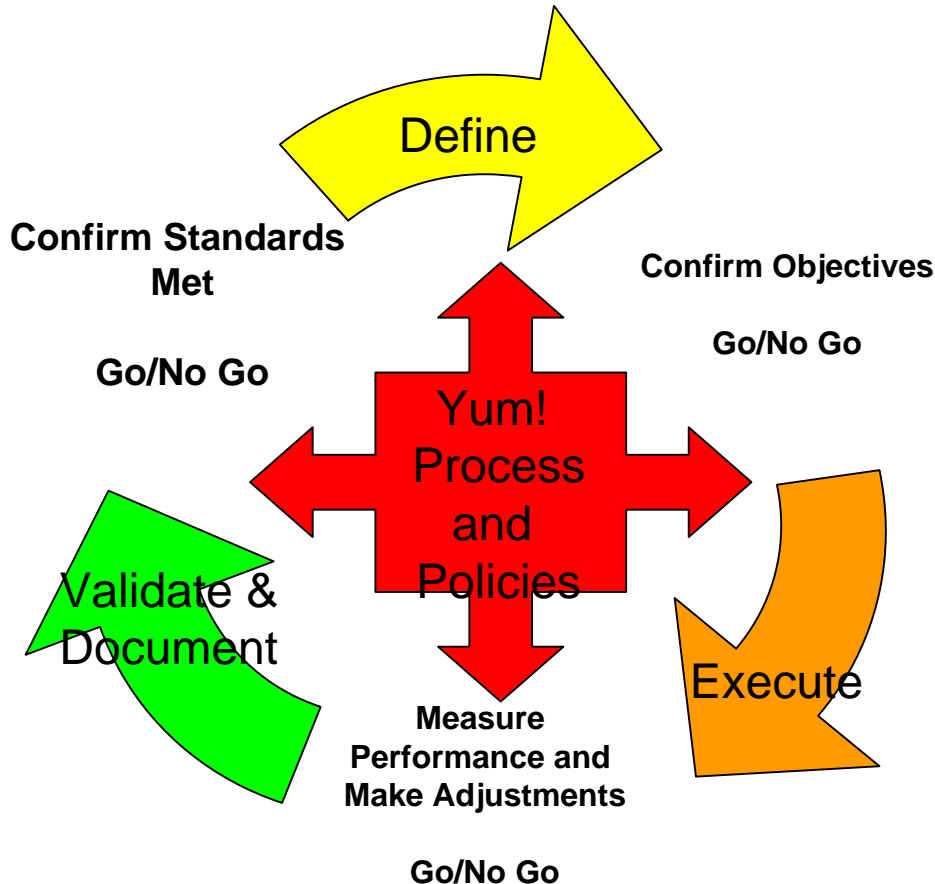 Define
Confirm Standards
Met
Go/No Go
Confirm Objectives
Go/No Go
Yum!
Process
and
Policies
Validate &
Document
Execute
Measure
Performance and
Make Adjustments
Go/No Go